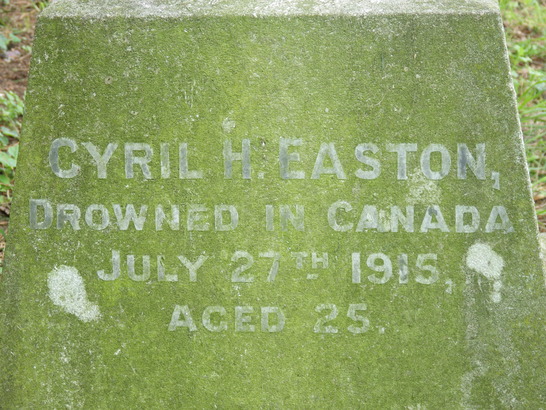 CYRIL H. EASTON,
DROWNED IN CANADA
JULY 27TH 1915,
AGED 25.